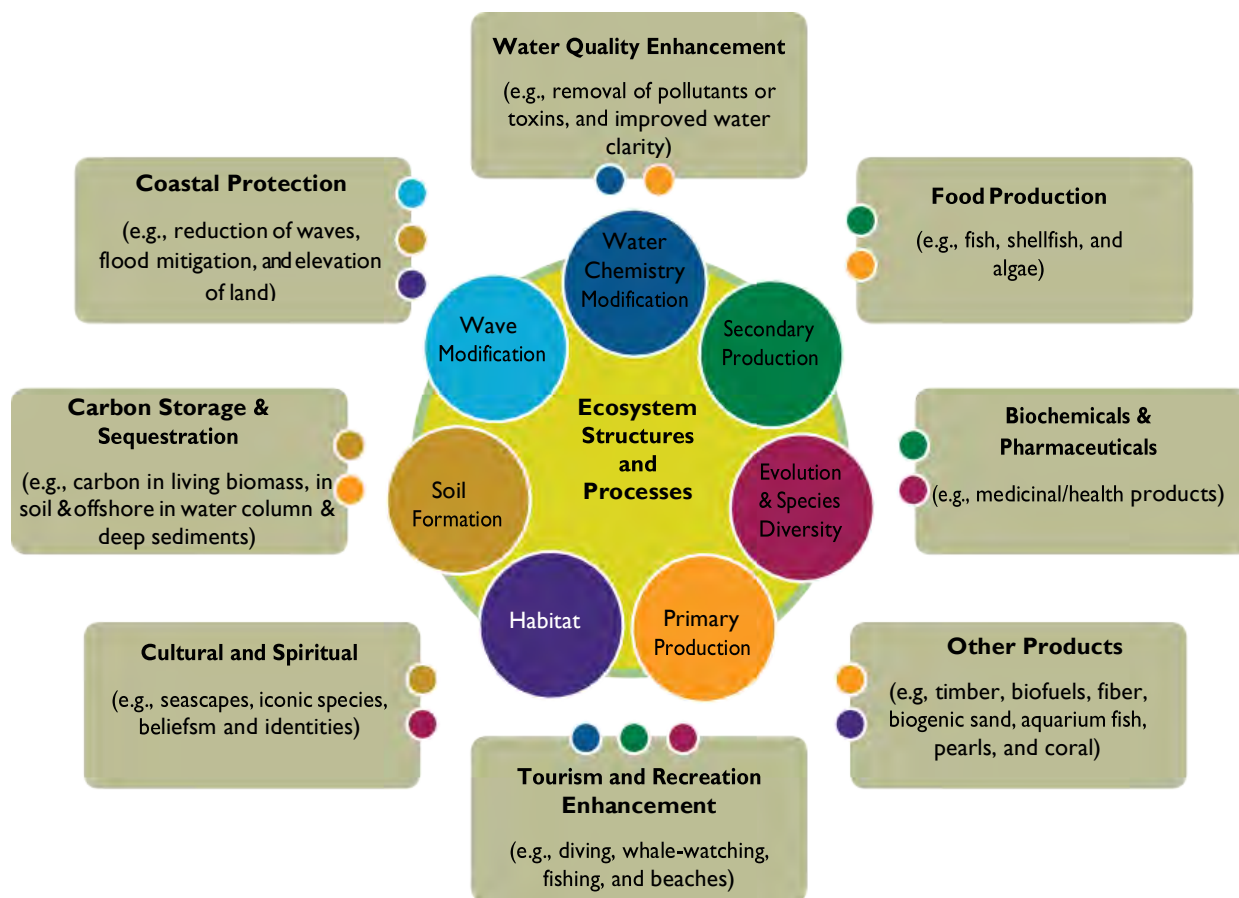 Water Quality Enhancement
(e.g., removal of pollutants or
toxins, and improved water
clarity)
Coastal Protection
(e.g., reduction of waves,
flood mitigation, and elevation
of land)
Food Production
(e.g., fish, shellfish, and
algae)
Water
Chemistry
Modification
Wave
Modification
Secondary
Production
Ecosystem
Structures
and
Processes
Carbon Storage &
Sequestration
(e.g., carbon in living biomass, in
soil & offshore in water column &
deep sediments)
Biochemicals &
Pharmaceuticals
(e.g., medicinal/health products)
Soil
Formation
Evolution
& Species
Diversity
Habitat
Primary
Production
Cultural and Spiritual
(e.g., seascapes, iconic species,
beliefsm and identities)
Other Products
(e.g, timber, biofuels, fiber,
biogenic sand, aquarium fish,
pearls, and coral)
Tourism and Recreation
Enhancement
(e.g., diving, whale-watching,
fishing, and beaches)